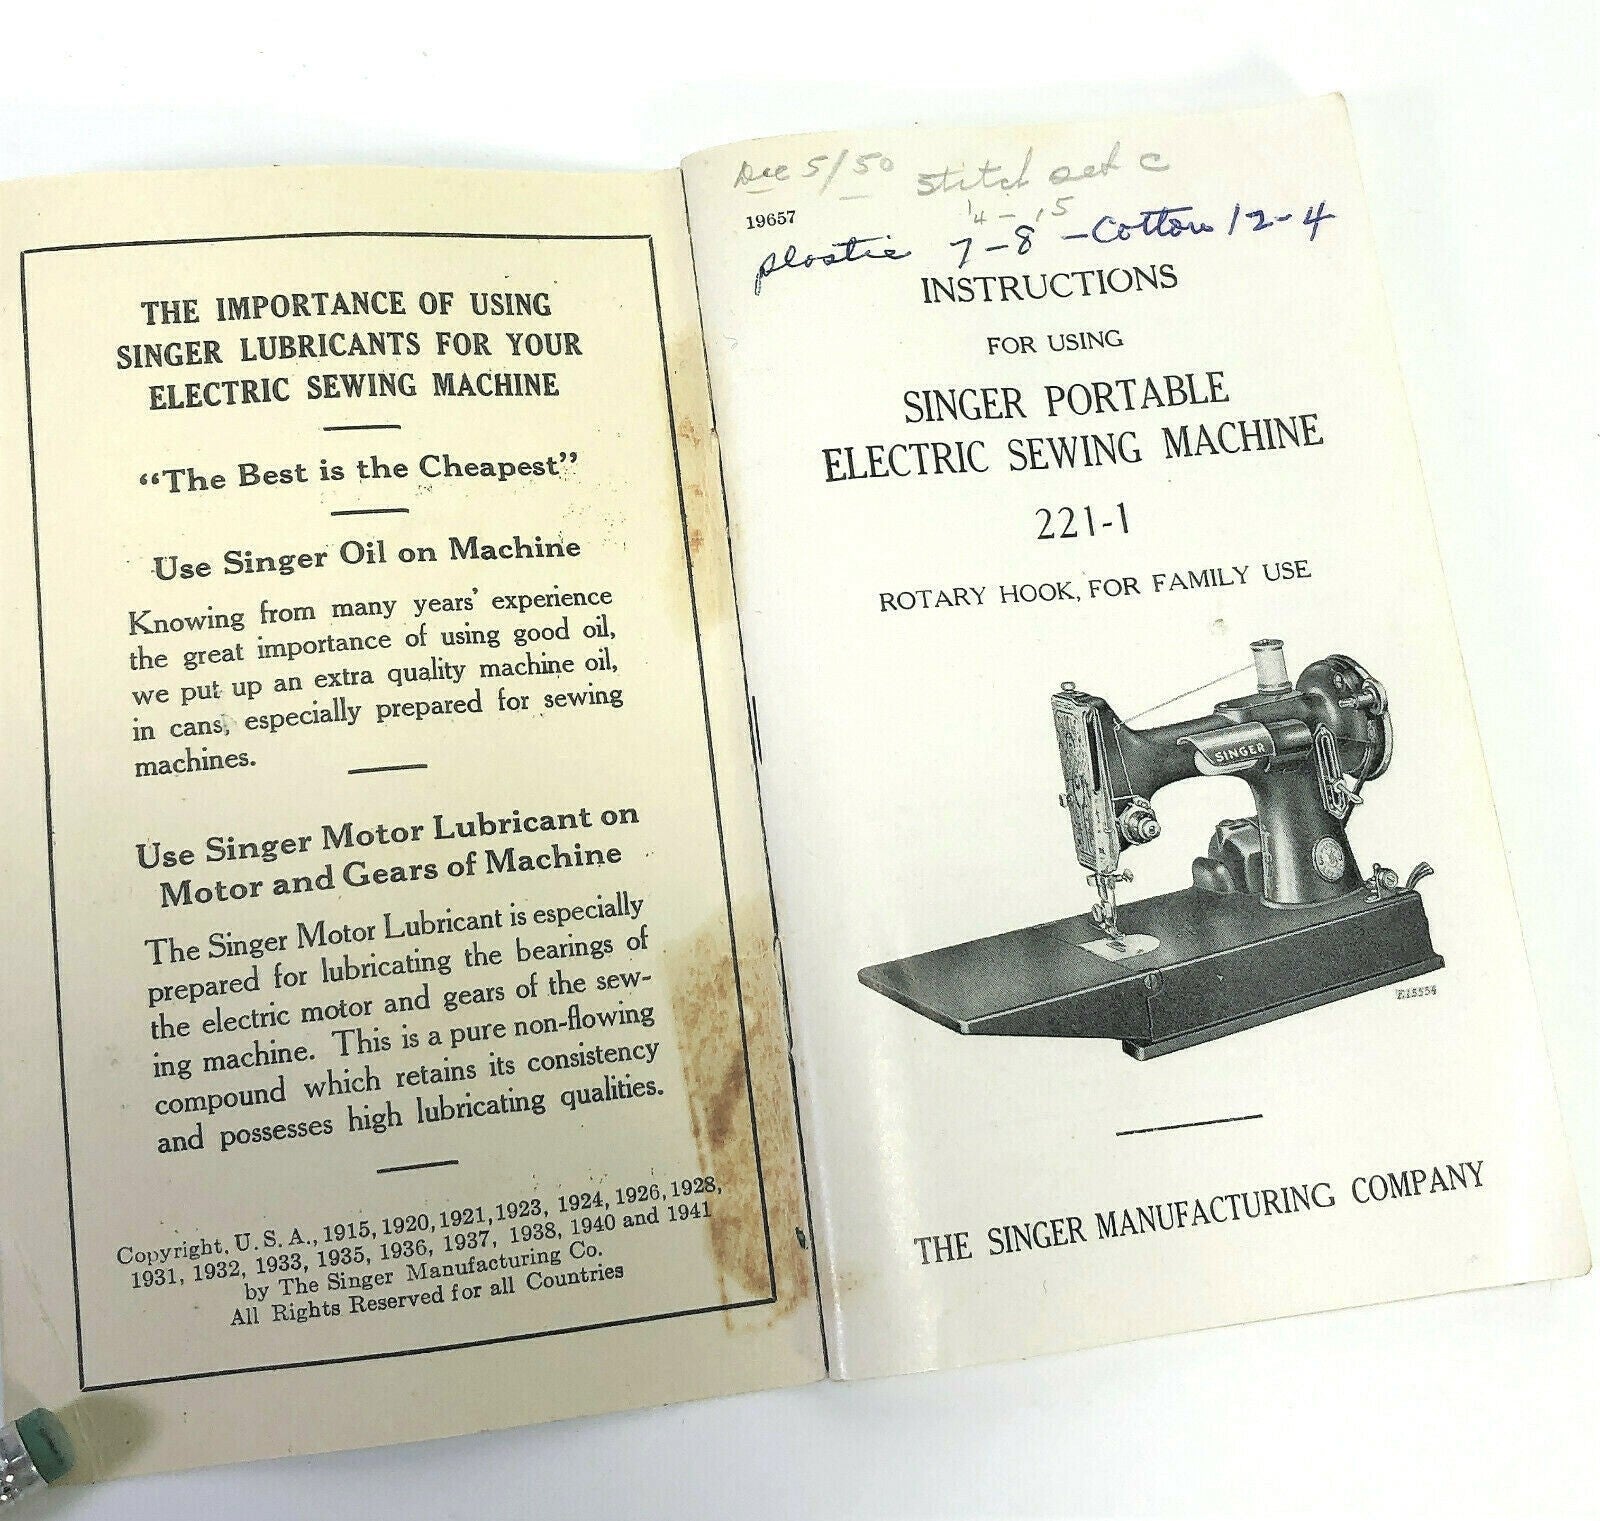 THE IMPORTANCE OF USING
SINGER LUBRICANTS FOR YOUR
ELECTRIC SEWING MACHINE
“The Best is the Cheapest”
Use Singer Oil on Machine
Knowing from many years’ experience
the great importance of using good oil,
we put up an extra quality machine oil,
in cans, especially prepared for sewing
machines.
Use Singer Motor Lubricant on
Motor and Gears of Machine
The Singer Motor Lubricant is especially
prepared for lubricating the bearings of
the electric motor and gears of the sew-
ing machine. This is a pure non-flowing
compound which retains its consistency
and possesses high lubricating qualities.
Copyright, U. S. A., 1915, 1920, 1921, 1923, 1924, 1926, 1928,
1931, 1932, 1933, 1935, 1936, 1937, 1938, 1940 and 1941
by The Singer Manufacturing Co.
All Rights Reserved for all Countries
Dec 5/50 stitch set
19657
plastic 7-8 - Cotton 12-4
INSTRUCTIONS
FOR USING
SINGER PORTABLE
ELECTRIC SEWING MACHINE
221-1
ROTARY HOOK, FOR FAMILY USE
SINGER
E15554
THE SINGER MANUFACTURING COMPANY